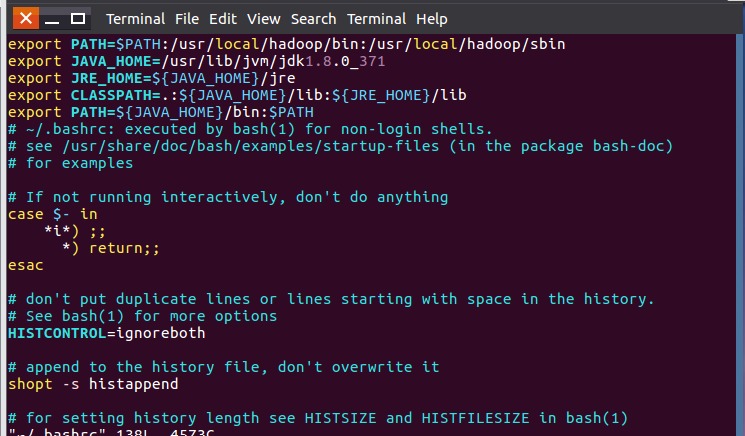 Terminal File Edit View Search Terminal Help
export PATH=$PATH:/usr/local/hadoop/bin:/usr/local/hadoop/sbin
export JAVA_HOME=/usr/lib/jvm/jdk1.8.0_371
export JRE_HOME=${JAVA_HOME}/jre
export CLASSPATH=.:${JAVA_HOME}/lib:${JRE_HOME}/lib
export PATH=${JAVA_HOME}/bin:$PATH
# ~/.bashrc: executed by bash(1) for non-login shells.
# see /usr/share/doc/bash/examples/startup-files (in the package bash-doc)
# for examples

# If not running interactively, don't do anything
case $- in
    *i*) ;;
      *) return;;
esac

# don't put duplicate lines or lines starting with space in the history.
# See bash(1) for more options
HISTCONTROL=ignoreboth

# append to the history file, don't overwrite it
shopt -s histappend

# for setting history length see HISTSIZE and HISTFILESIZE in bash(1)
"~/.bashrc" 138L, 4573C